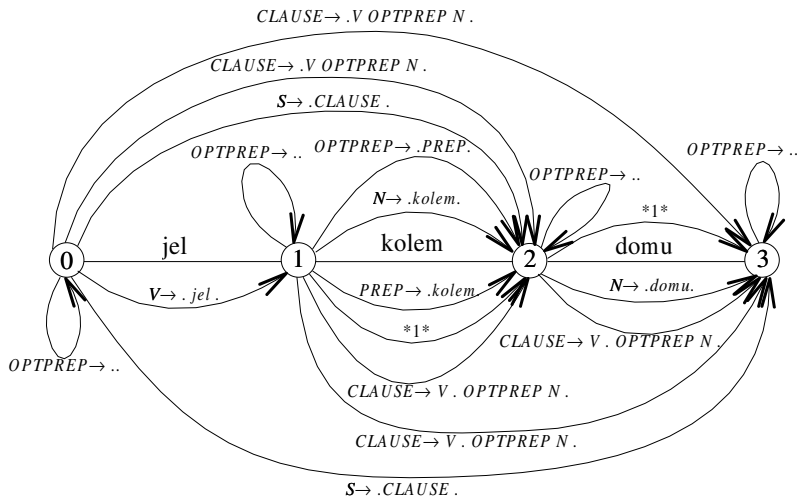 CLAUSE→ .V OPTPREP N .
CLAUSE→ .V OPTPREP N .
S→ .CLAUSE .
OPTPREP→ ..
OPTPREP→ .PREP.
OPTPREP→ ..
OPTPREP→ ..
N→ .kolem.
*1*
jel
kolem
domu
0
1
2
3
V→ . jel .
PREP→ .kolem.
N→ .domu.
*1*
CLAUSE→ V . OPTPREP N .
OPTPREP→ ..
CLAUSE→ V . OPTPREP N .
CLAUSE→ V . OPTPREP N .
S→ .CLAUSE .